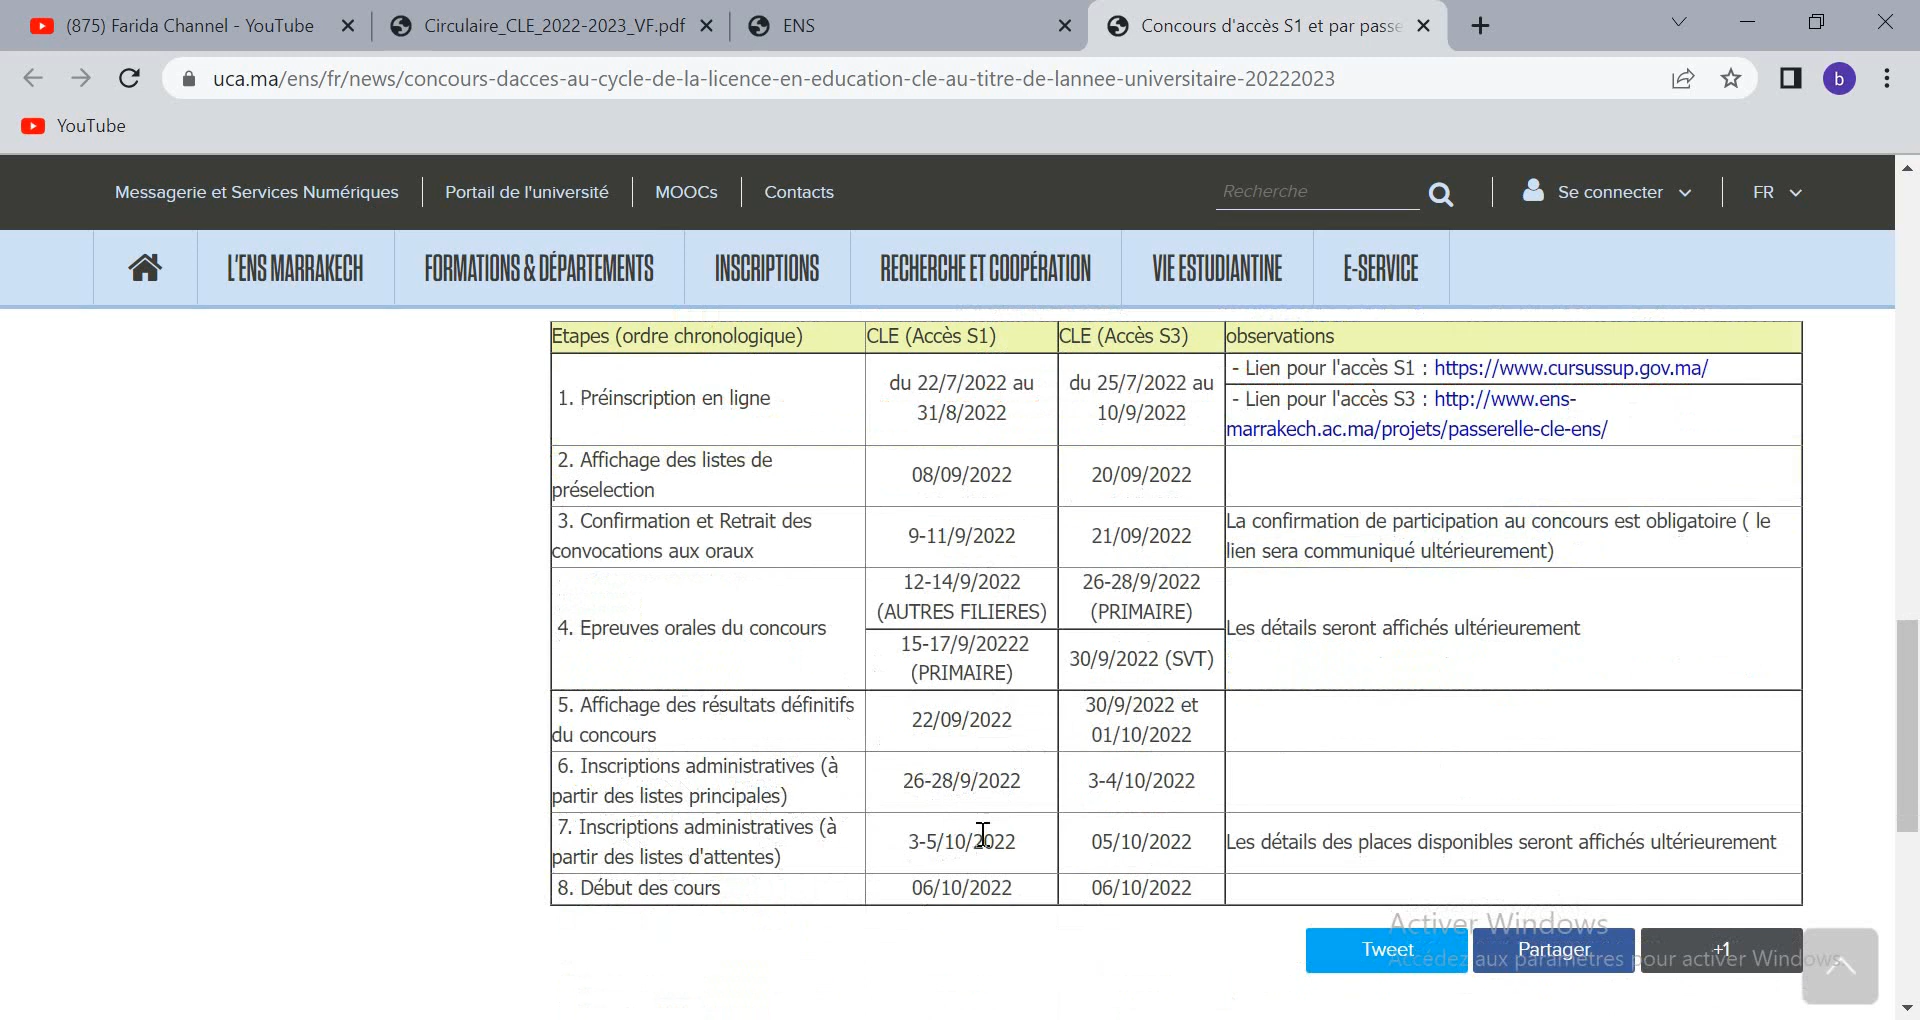 (875) Farida Channel - YouTube
Circulaire_CLE_2022-2023_VF.pdf
ENS
Concours d'accès S1 et par passe
uca.ma/ens/fr/news/concours-dacces-au-cycle-de-la-licence-en-education-cle-au-titre-de-lannee-universitaire-20222023
b
YouTube
Messagerie et Services Numériques
Portail de l'université
MOOCs
Contacts
Recherche
Se connecter
FR
L'ENS MARRAKECH
FORMATIONS & DÉPARTEMENTS
INSCRIPTIONS
RECHERCHE ET COOPÉRATION
VIE ESTUDIANTINE
E-SERVICE
Etapes (ordre chronologique)
CLE (Accès S1)
CLE (Accès S3)
observations
1. Préinscription en ligne
du 22/7/2022 au
31/8/2022
du 25/7/2022 au
10/9/2022
- Lien pour l'accès S1 : https://www.cursussup.gov.ma/
- Lien pour l'accès S3 : http://www.ens-
marrakech.ac.ma/projets/passerelle-cle-ens/
2. Affichage des listes de
préselection
08/09/2022
20/09/2022
3. Confirmation et Retrait des
convocations aux oraux
9-11/9/2022
21/09/2022
La confirmation de participation au concours est obligatoire ( le
lien sera communiqué ultérieurement)
4. Epreuves orales du concours
12-14/9/2022
(AUTRES FILIERES)
26-28/9/2022
(PRIMAIRE)
15-17/9/20222
(PRIMAIRE)
30/9/2022 (SVT)
Les détails seront affichés ultérieurement
5. Affichage des résultats définitifs
du concours
22/09/2022
30/9/2022 et
01/10/2022
6. Inscriptions administratives (à
partir des listes principales)
26-28/9/2022
3-4/10/2022
7. Inscriptions administratives (à
partir des listes d'attentes)
3-5/10/2022
05/10/2022
Les détails des places disponibles seront affichés ultérieurement
8. Début des cours
06/10/2022
06/10/2022
Activer Windows
Accédez aux paramètres pour activer Windows
Tweet
Partager
+1